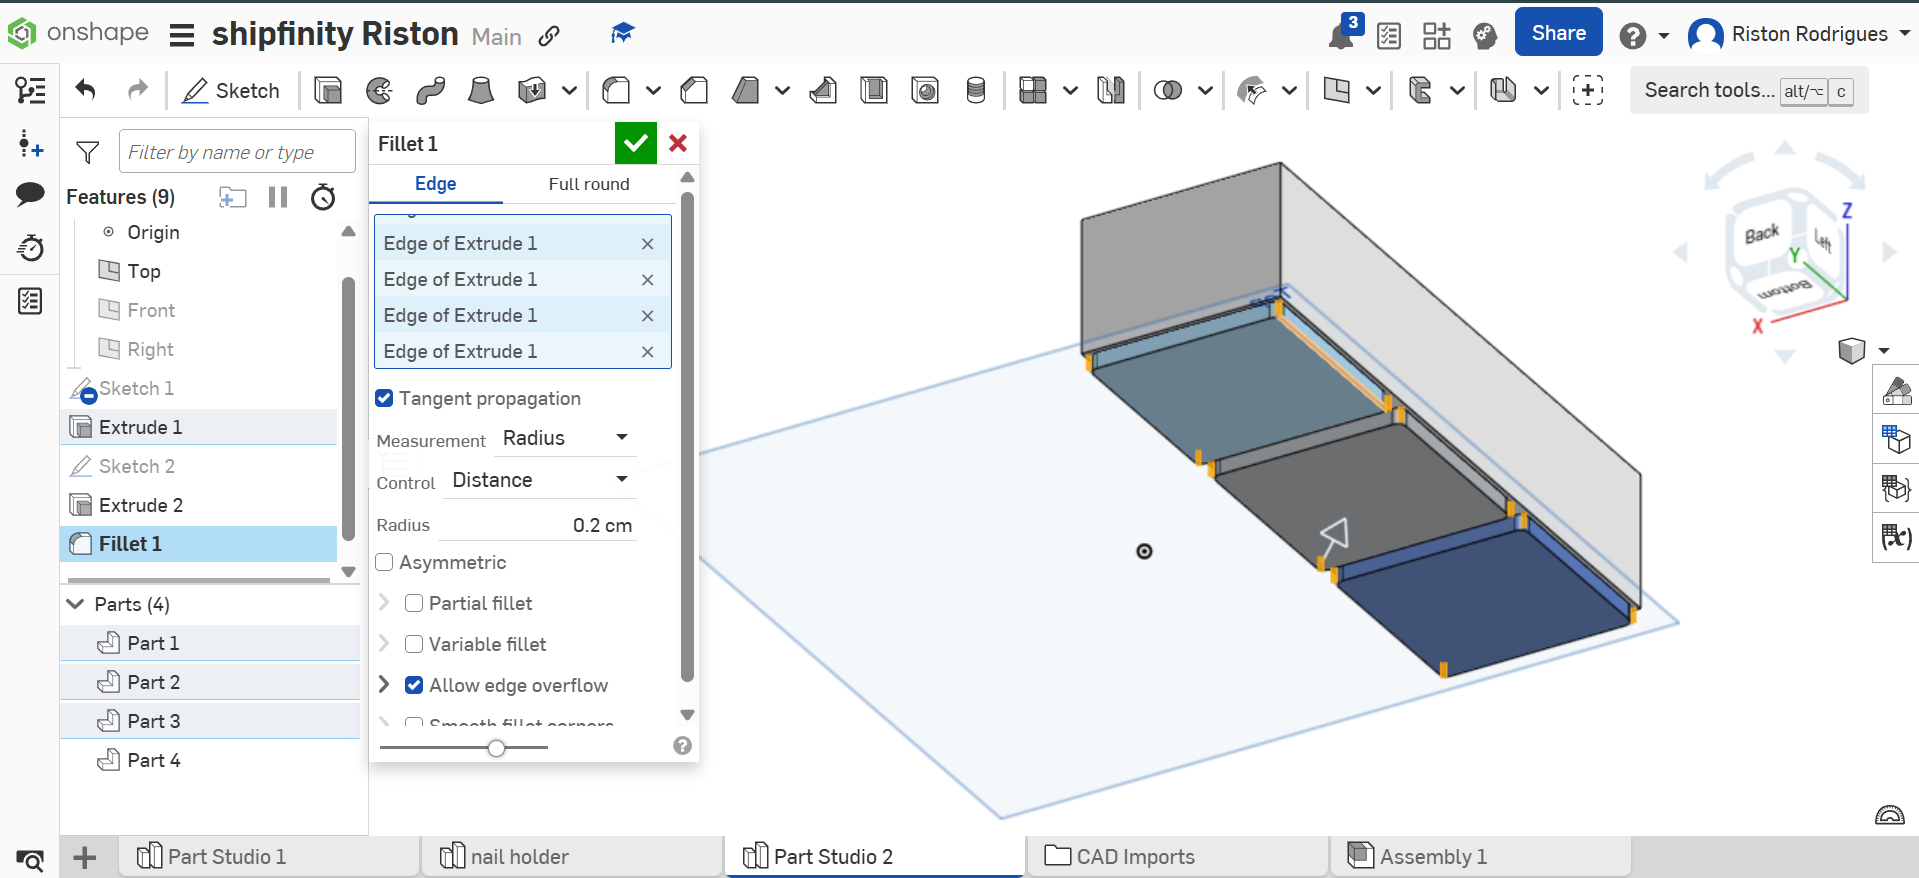 onshape
shipfinity Riston Main
3
Share
Riston Rodrigues
Sketch
Search tools... alt/⌥ c
Filter by name or type
Features (9)
Origin
Top
Front
Right
Sketch 1
Extrude 1
Sketch 2
Extrude 2
Fillet 1
Parts (4)
Part 1
Part 2
Part 3
Part 4
Fillet 1
Edge Full round
Edge of Extrude 1
Edge of Extrude 1
Edge of Extrude 1
Edge of Extrude 1
Tangent propagation
Measurement Radius
Control Distance
Radius 0.2 cm
Asymmetric
Partial fillet
Variable fillet
Allow edge overflow
Smooth fillet corners
Back
Left
Bottom
Z
Y
X
(x)
Part Studio 1
nail holder
Part Studio 2
CAD Imports
Assembly 1